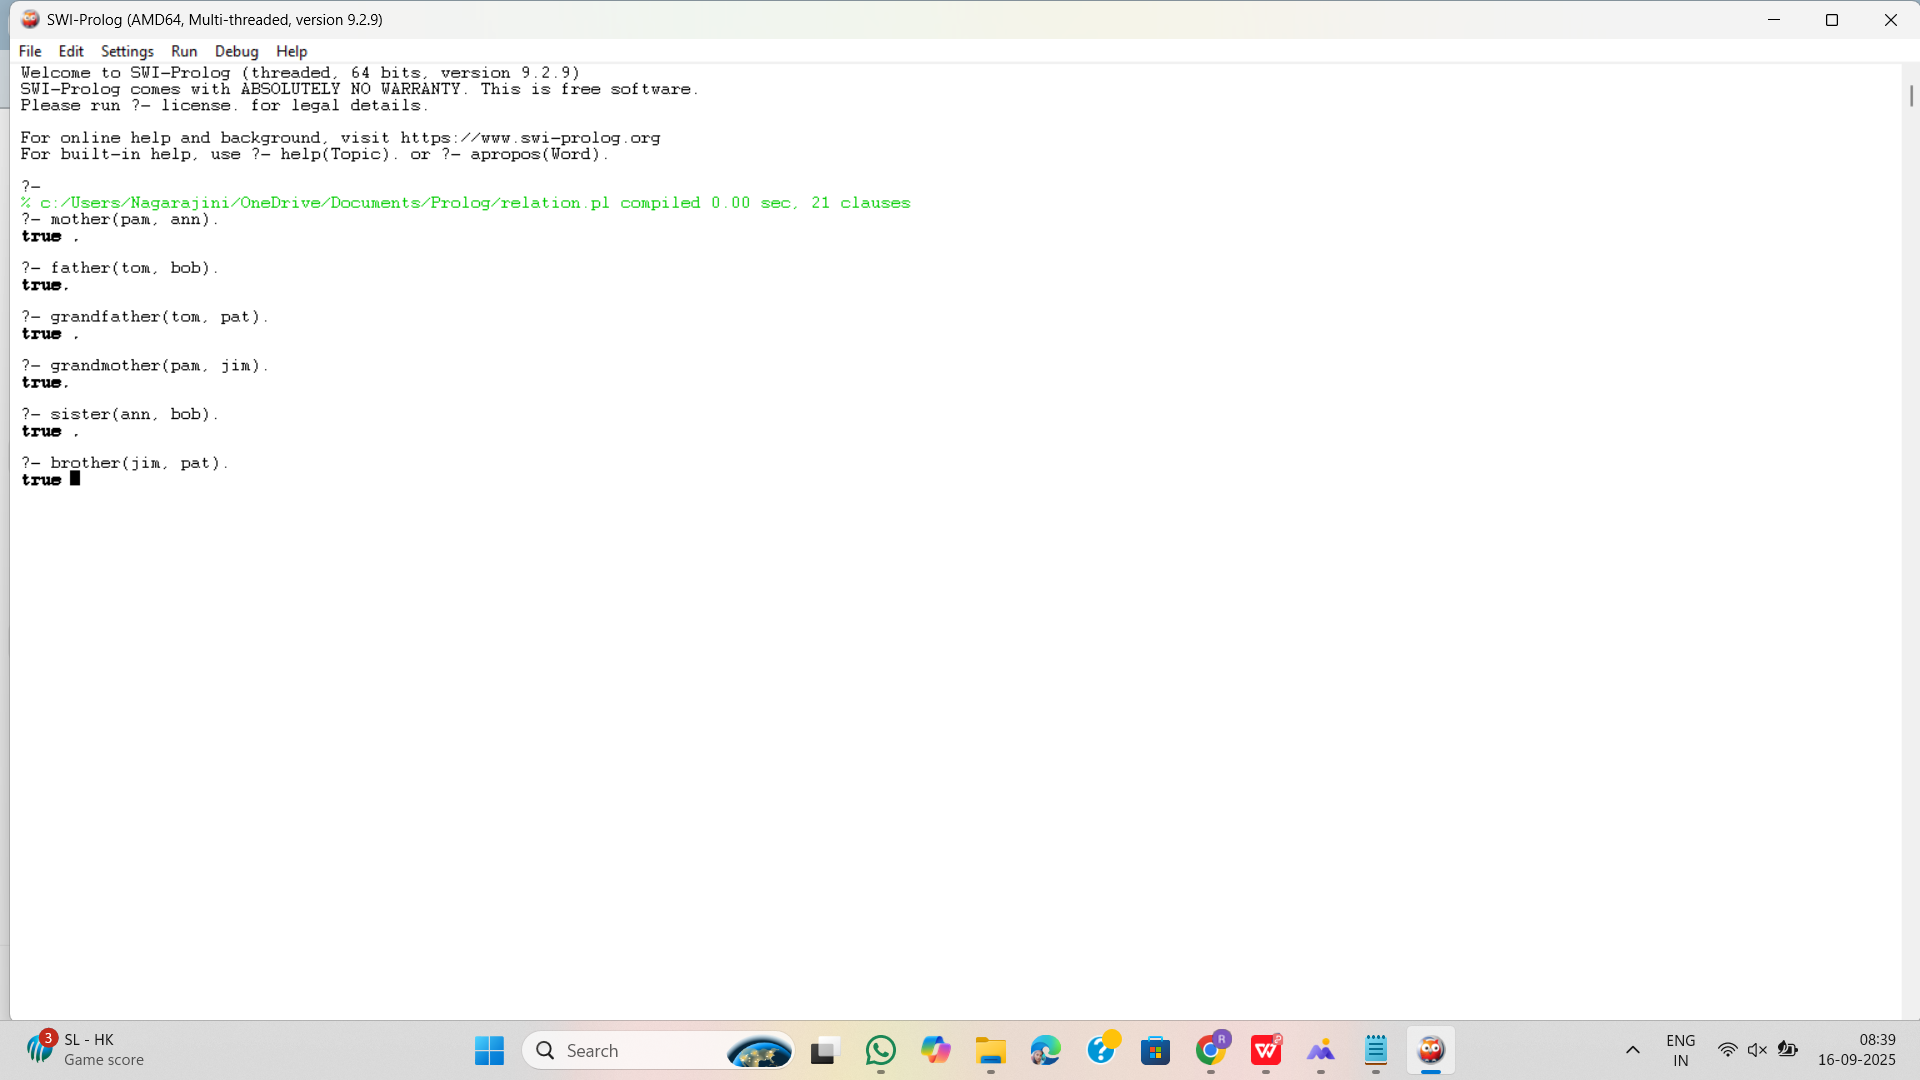 SWI-Prolog (AMD64, Multi-threaded, version 9.2.9)
File Edit Settings Run Debug Help
Welcome to SWI-Prolog (threaded, 64 bits, version 9.2.9)
SWI-Prolog comes with ABSOLUTELY NO WARRANTY. This is free software.
Please run ?- license. for legal details.
For online help and background, visit https://www.swi-prolog.org
For built-in help, use ?- help(Topic). or ?- apropos(Word).
?-
% c:/Users/Nagarajini/OneDrive/Documents/Prolog/relation.pl compiled 0.00 sec, 21 clauses
?- mother(pam, ann).
true .
?- father(tom, bob).
true.
?- grandfather(tom, pat).
true .
?- grandmother(pam, jim).
true.
?- sister(ann, bob).
true .
?- brother(jim, pat).
true
3
SL - HK
Game score
Search
R
ENG
IN
08:39
16-09-2025